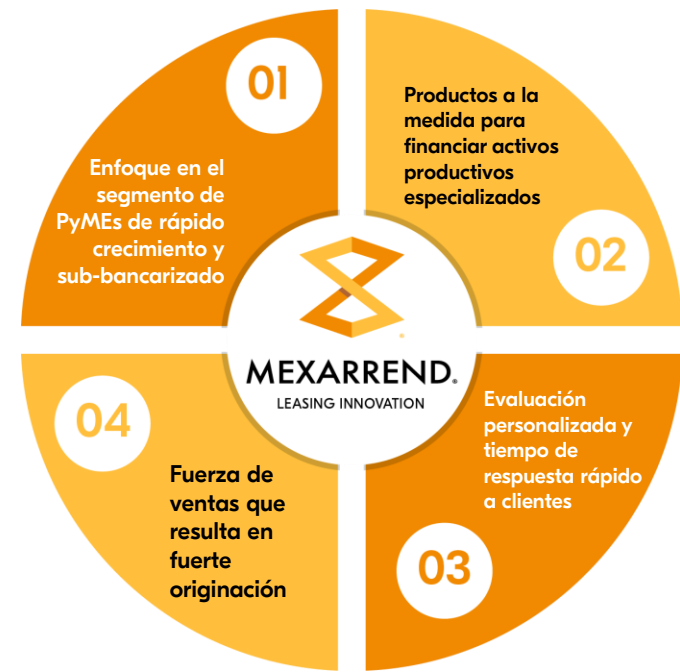 01
Enfoque en el
segmento de
PyMEs de rápido
crecimiento y
sub-bancarizado
Productos a la
medida para
financiar activos
productivos
especializados
02
MEXARREND®
LEASING INNOVATION
Evaluación
personalizada y
tiempo de
respuesta rápido
a clientes
03
04
Fuerza de
ventas que
resulta en
fuerte
originación